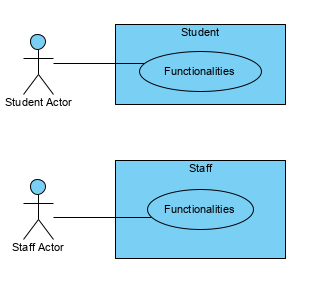 Student
Functionalities
Student Actor
Staff
Functionalities
Staff Actor